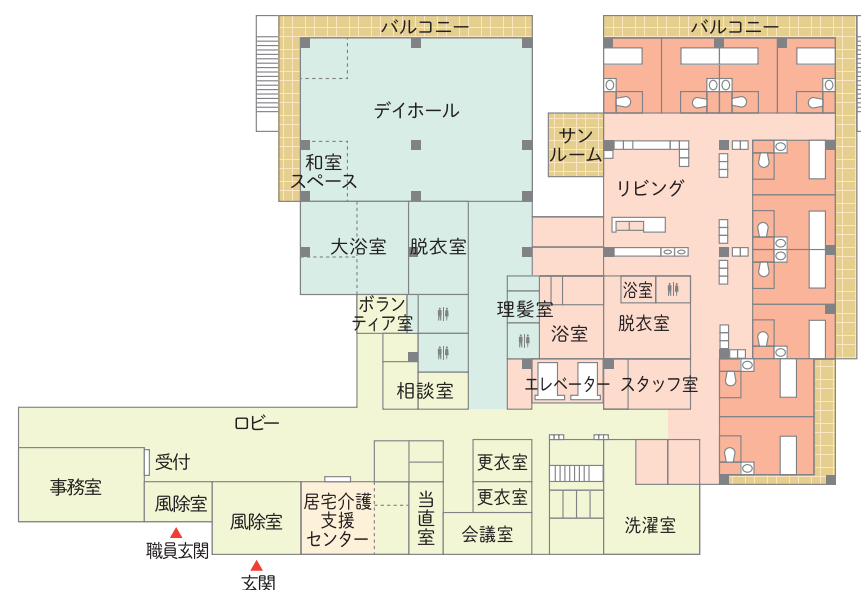 バルコニー
バルコニー
デイホール
サン
ルーム
和室
スペース
リビング
大浴室
脱衣室
浴室
ボラン
ティア室
理髪室
浴室
脱衣室
相談室
エレベーター
スタッフ室
ロビー
受付
更衣室
事務室
風除室
風除室
居宅介護
支援
センター
当
直
室
更衣室
会議室
洗濯室
職員玄関
玄関